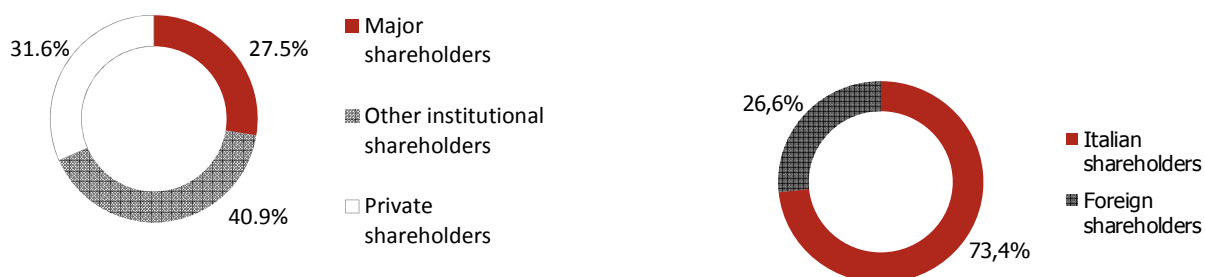 31.6%
27.5%
40.9%
Major
shareholders
Other institutional
shareholders
Private
shareholders
26,6%
73,4%
Italian
shareholders
Foreign
shareholders